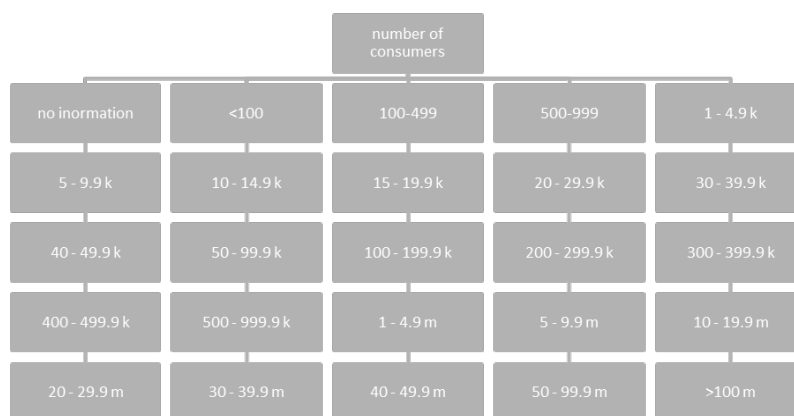 number of
consumers
no inormation
<100
100-499
500-999
1 - 4.9 k
5 - 9.9 k
10 - 14.9 k
15 - 19.9 k
20 - 29.9 k
30 - 39.9 k
40 - 49.9 k
50 - 99.9 k
100 - 199.9 k
200 - 299.9 k
300 - 399.9 k
400 - 499.9 k
500 - 999.9 k
1 - 4.9 m
5 - 9.9 m
10 - 19.9 m
20 - 29.9 m
30 - 39.9 m
40 - 49.9 m
50 - 99.9 m
>100 m